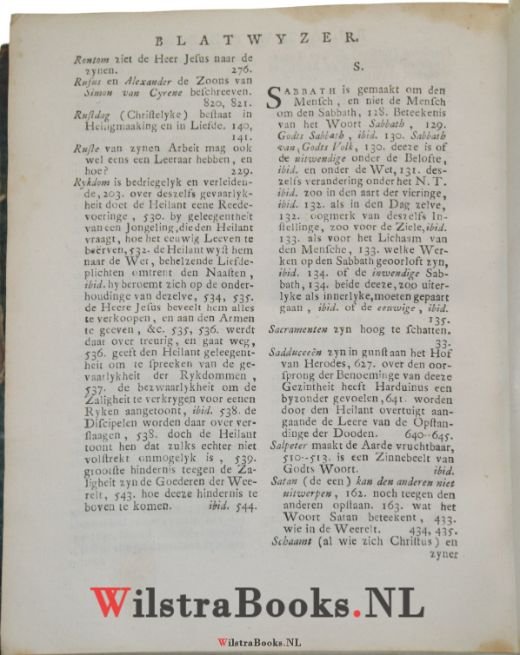 BLATWYZER.
Rontom ziet de Heer Jesus naar de
zynen. 276.
Rufus en Alexander de Zoons van
Simon van Cyrene beschreeven.
820, 821.
Rustdag (Christelyke) bestaat in
Heiligmaaking en in Liefde. 140,
141.
Ruste van zynen Arbeit mag ook
wel eens een Leeraar hebben, en
hoe? 229.
Rykdom is bedriegelyk en verleiden-
de, 203. over deszelfs gevaarlyk-
heit doet de Heilant eene Reede-
voeringe, 530. by geleegentheit
van een Jongeling, die den Heilant
vraagt, hoe het eeuwig Leeven te
beërven, 532. de Heilant wyst hem
naar de Wet, behelzende Liefde-
plichten omtrent den Naasten,
ibid. hy beroemt zich op de onder-
houdinge van dezelve, 534, 535.
de Heere Jesus beveelt hem alles
te verkoopen, en aan den Armen
te geeven, &c. 535, 536. werdt
daar over treurig, en gaat weg,
536. geeft den Heilant geleegent-
heit om te spreeken van de ge-
vaarlykheit der Rykdommen,
537. de bezwaarlykheit om de
Zaligheit te verkrygen voor eenen
Ryken aangetoont, ibid. 538. de
Discipelen worden daar over ver-
slaagen, 538. doch de Heilant
toont hen dat zulks echter niet
volstrekt onmogelyk is, 539.
grootste hindernis teegen de Za-
ligheit zyn de Goederen der Wee-
relt, 543. hoe deeze hindernis te
boven te komen. ibid. 544.
S.
SABBATH is gemaakt om den
Mensch, en niet de Mensch
om den Sabbath, 128. Beteekenis
van het Woort Sabbath, 129.
Godts Sabbath, ibid. 130. Sabbath
van Godts Volk, 130. deeze is of
de uitwendige onder de Belofte,
ibid. en onder de Wet, 131. des-
zelfs verandering onder het N. T.
ibid. zoo in den aart der vieringe,
ibid. 132. als in den Dag zelve,
132. oogmerk van deszelfs In-
stellinge, zoo voor de Ziele, ibid.
133. als voor het Lichaam van
den Mensche, 133. welke Wer-
ken op den Sabbath geoorloft zyn,
ibid. 134. of de inwendige Sab-
bath, 134. beide deeze, zoo uiter-
lyke als innerlyke, moeten gepaart
gaan, ibid. of de eeuwige, ibid.
135.
Sacramenten zyn hoog te schatten.
33.
Sadduceeën zyn in gunst aan het Hof
van Herodes, 627. over den oor-
sprong der Benoeminge van deeze
Gezintheit heeft Harduinus een
byzonder gevoelen, 641. worden
door den Heilant overtuigt aan-
gaande de Leere van de Opstan-
dinge der Dooden. 640--645.
Salpeter maakt de Aarde vruchtbaar,
510--513. is een Zinnebeelt van
Godts Woort. ibid.
Satan (de een) kan den anderen niet
uitwerpen, 162. noch teegen den
anderen opstaan. 163. wat het
Woort Satan beteekent, 433.
wie in de Weerelt. 434, 435.
Schaamt (al wie zich Christus) en
zyner
WilstraBooks.NL
WilstraBooks.NL